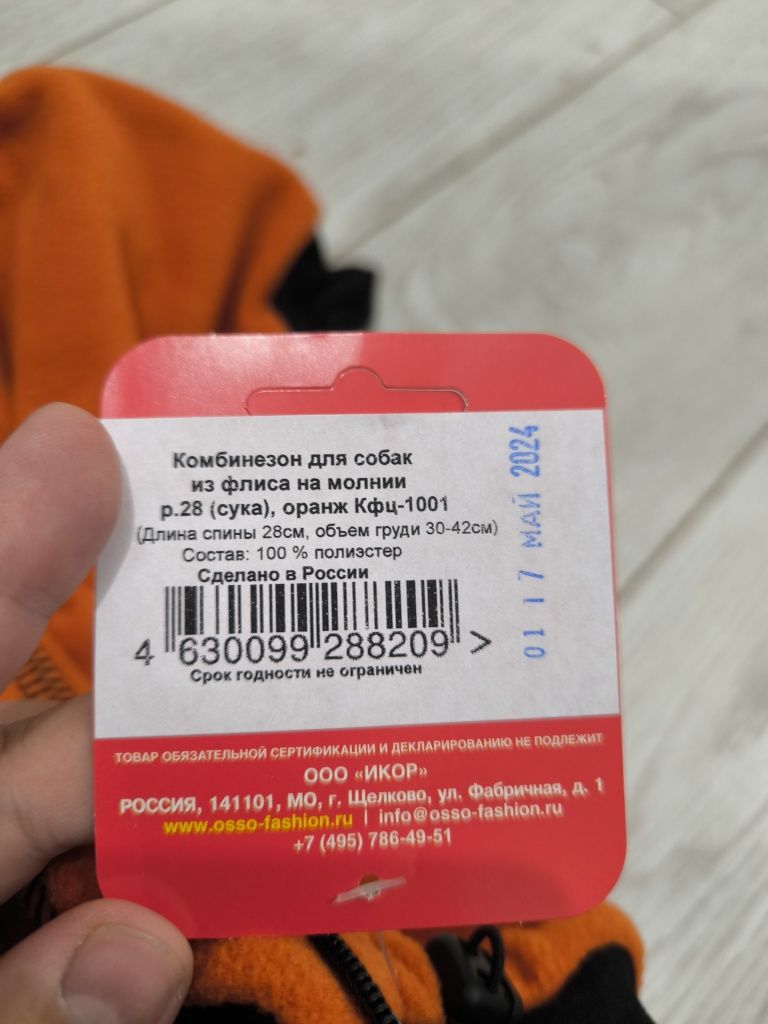 Комбинезон для собак
из флиса на молнии
р.28 (сука), оранж Кфц-1001
(Длина спины 28см, объем груди 30-42см)
Состав: 100 % полиэстер
Сделано в России
4 630099 288209 >
Срок годности не ограничен
01 17 МАЙ 2024
ТОВАР ОБЯЗАТЕЛЬНОЙ СЕРТИФИКАЦИИ И ДЕКЛАРИРОВАНИЮ НЕ ПОДЛЕЖИТ
ООО «ИКОР»
РОССИЯ, 141101, МО, г. Щелково, ул. Фабричная, д. 1
www.osso-fashion.ru | info@osso-fashion.ru
+7 (495) 786-49-51